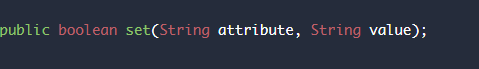 public boolean set(String attribute, String value);